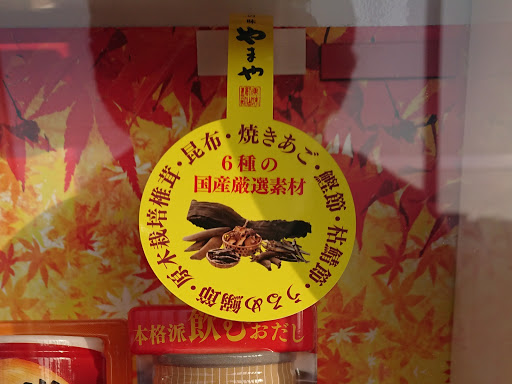 やまや
6種の
国産厳選素材
焼きあご・鰹節・枯鯖節・うるめ鰯節・原木栽培椎茸・昆布・
本格派飲むおだし